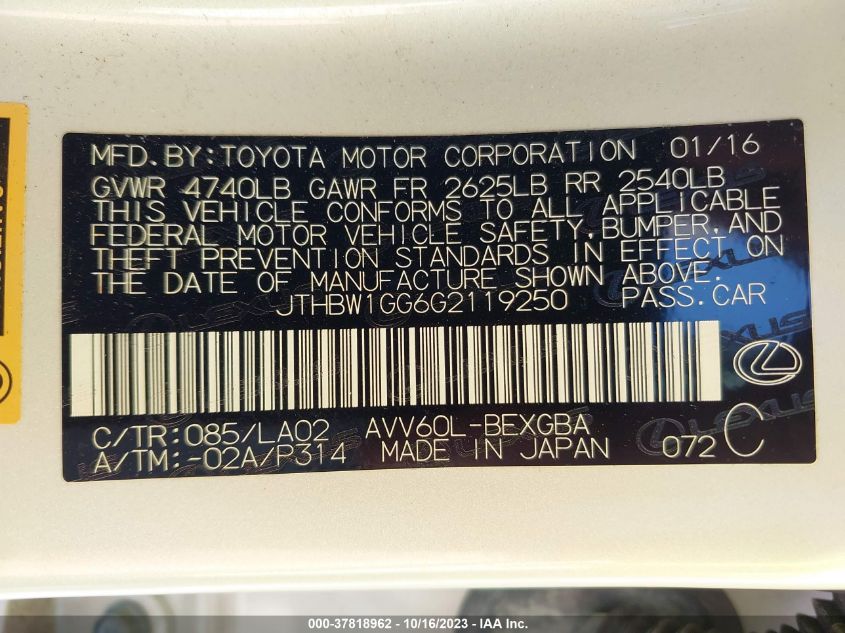 MFD.BY:TOYOTA MOTOR CORPORATION 01/16
GVWR 4740LB GAWR FR 2625LB RR 2540LB
THIS VEHICLE CONFORMS TO ALL APPLICABLE
FEDERAL MOTOR VEHICLE SAFETY,BUMPER,AND
THEFT PREVENTION STANDARDS IN EFFECT ON
THE DATE OF MANUFACTURE SHOWN ABOVE.
JTHBW1GG6G2119250 PASS.CAR
LEXUS
C/TR:085/LA02 AVV60L-BEXGBA
A/TM:-02A/P314 MADE IN JAPAN 072 C
000-37818962 - 10/16/2023 - IAA Inc.